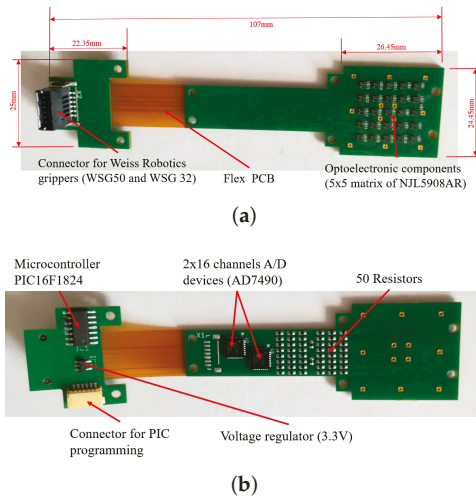 107mm
22.35mm
26.45mm
25mm
24.45mm
Connector for Weiss Robotics
grippers (WSG50 and WSG 32)
Flex PCB
Optoelectronic components
(5x5 matrix of NJL5908AR)
(a)
Microcontroller
PIC16F1824
2x16 channels A/D
devices (AD7490)
50 Resistors
X1
Connector for PIC
programming
Voltage regulator (3.3V)
(b)